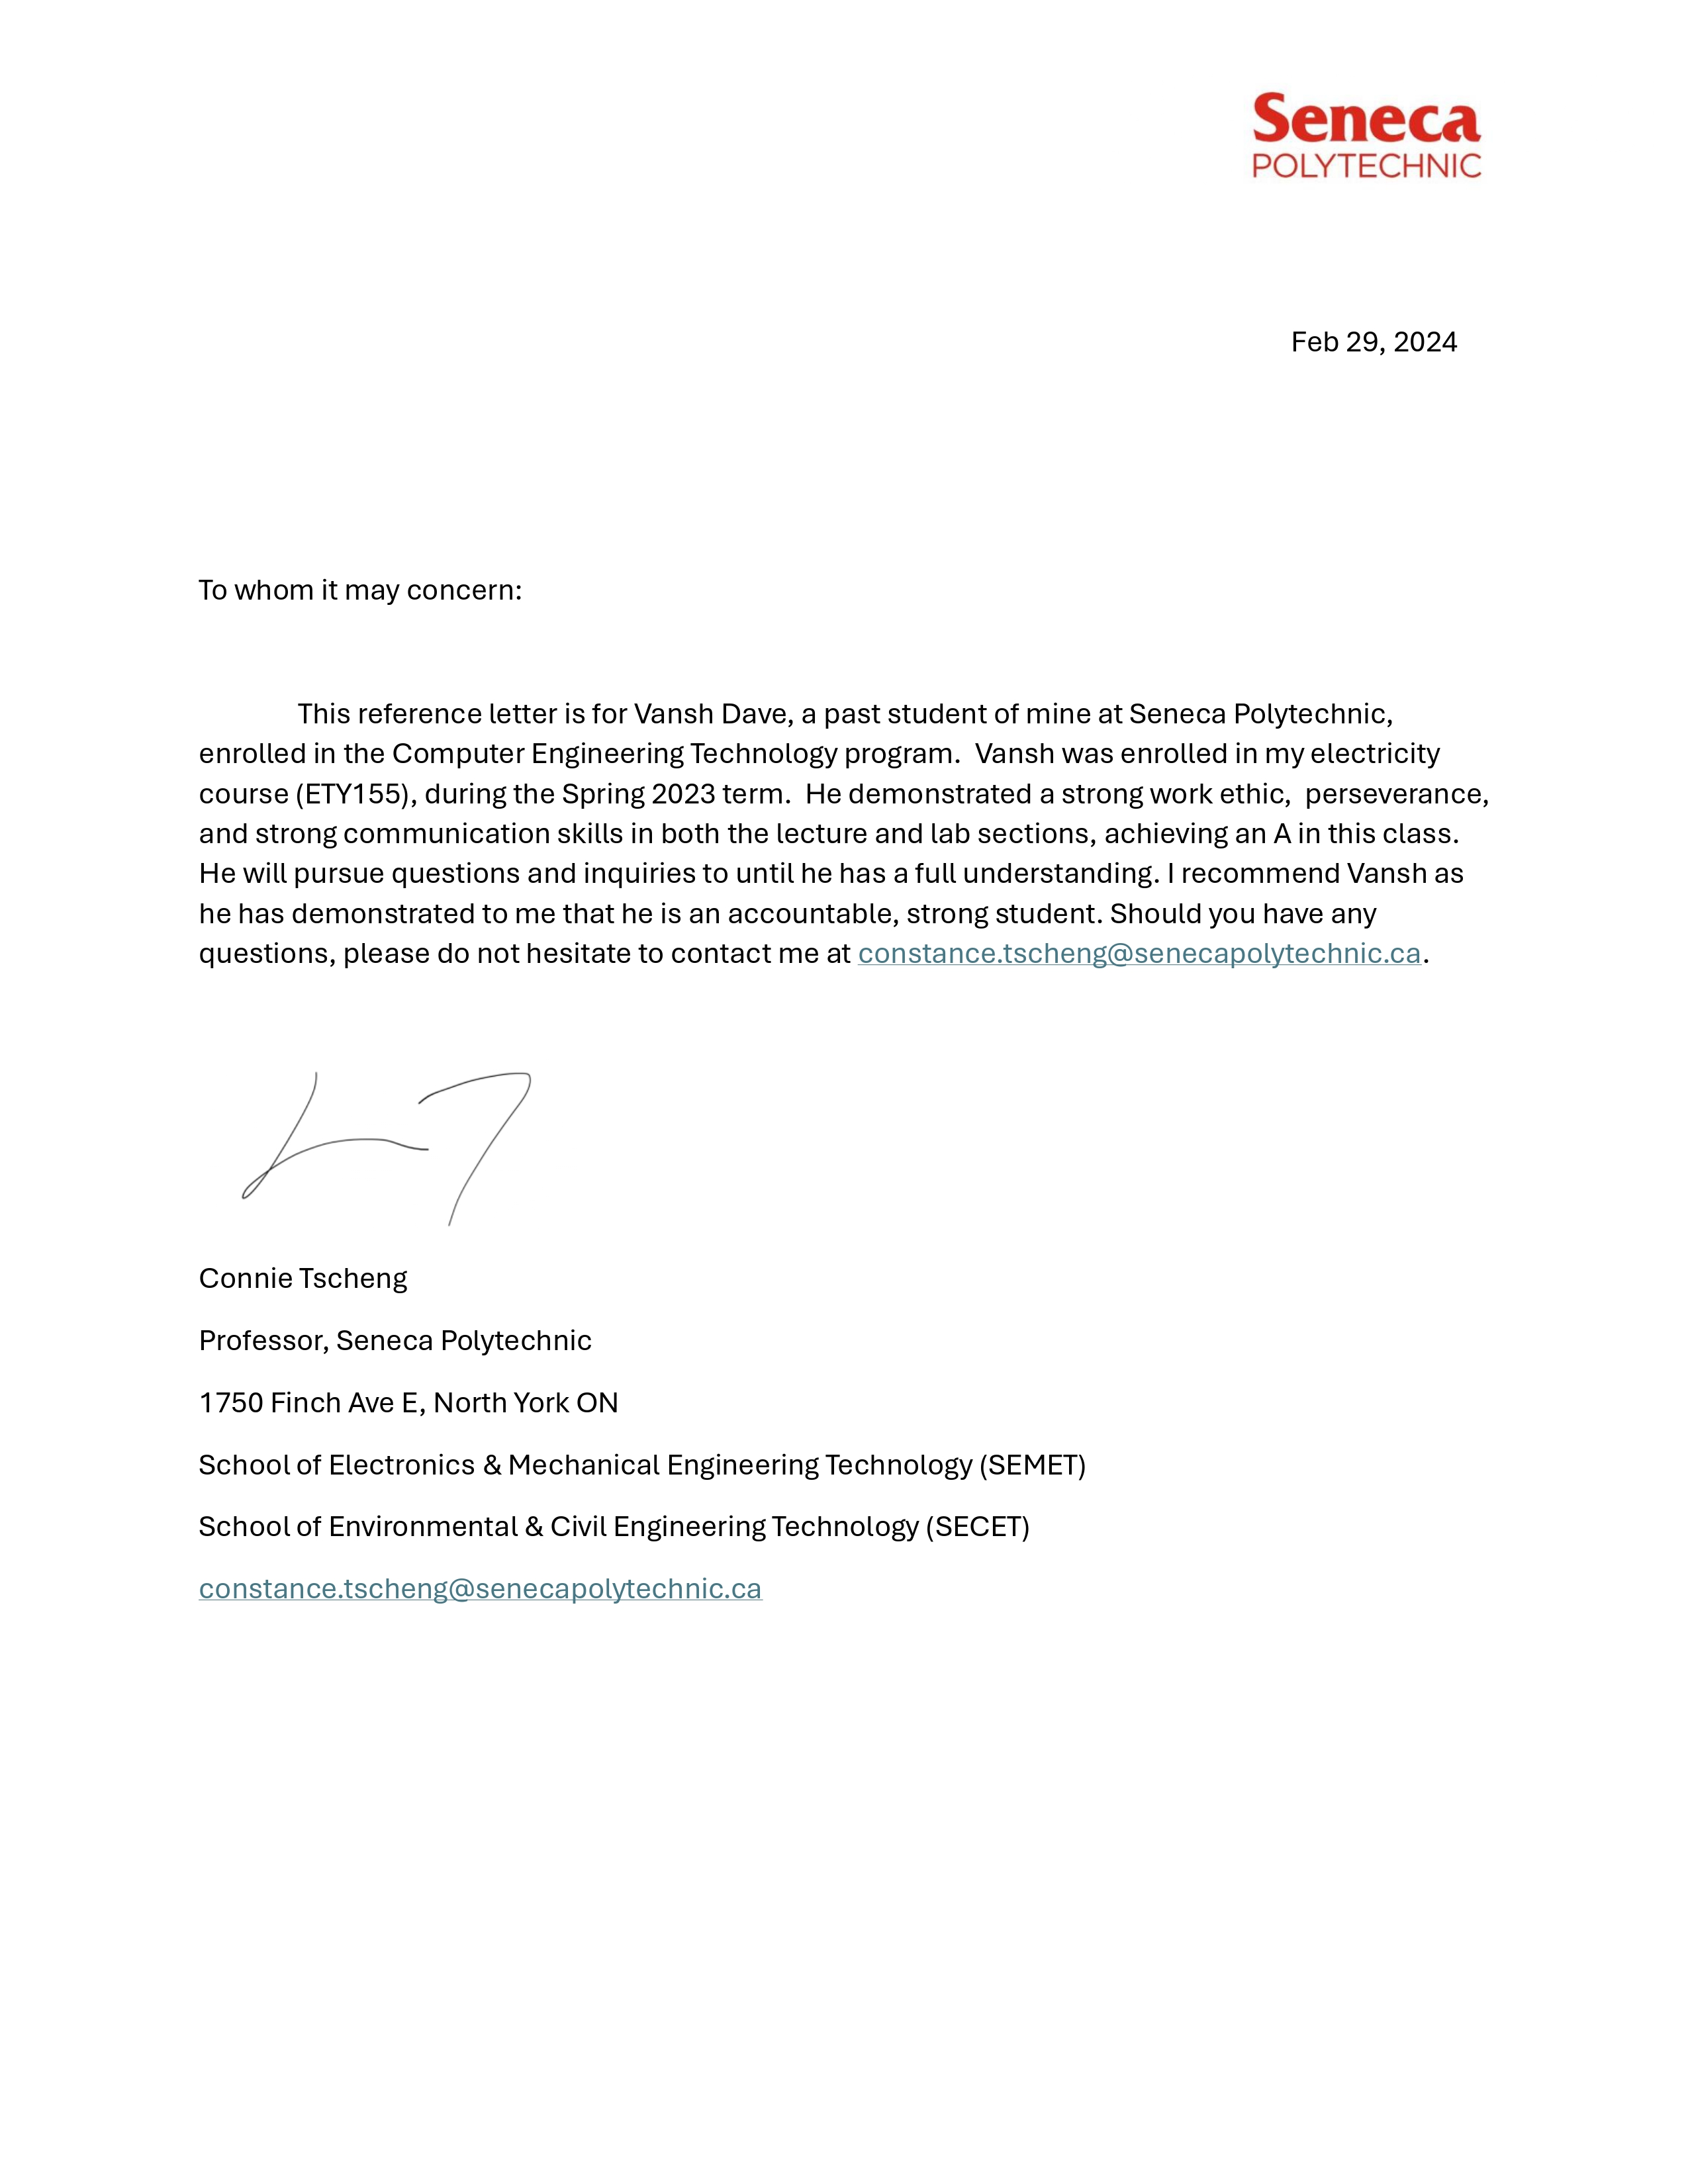 Seneca
POLYTECHNIC
Feb 29, 2024
To whom it may concern:
This reference letter is for Vansh Dave, a past student of mine at Seneca Polytechnic,
enrolled in the Computer Engineering Technology program.  Vansh was enrolled in my electricity
course (ETY155), during the Spring 2023 term.  He demonstrated a strong work ethic,  perseverance,
and strong communication skills in both the lecture and lab sections, achieving an A in this class.
He will pursue questions and inquiries to until he has a full understanding. I recommend Vansh as
he has demonstrated to me that he is an accountable, strong student. Should you have any
questions, please do not hesitate to contact me at constance.tscheng@senecapolytechnic.ca.
Connie Tscheng
Professor, Seneca Polytechnic
1750 Finch Ave E, North York ON
School of Electronics & Mechanical Engineering Technology (SEMET)
School of Environmental & Civil Engineering Technology (SECET)
constance.tscheng@senecapolytechnic.ca